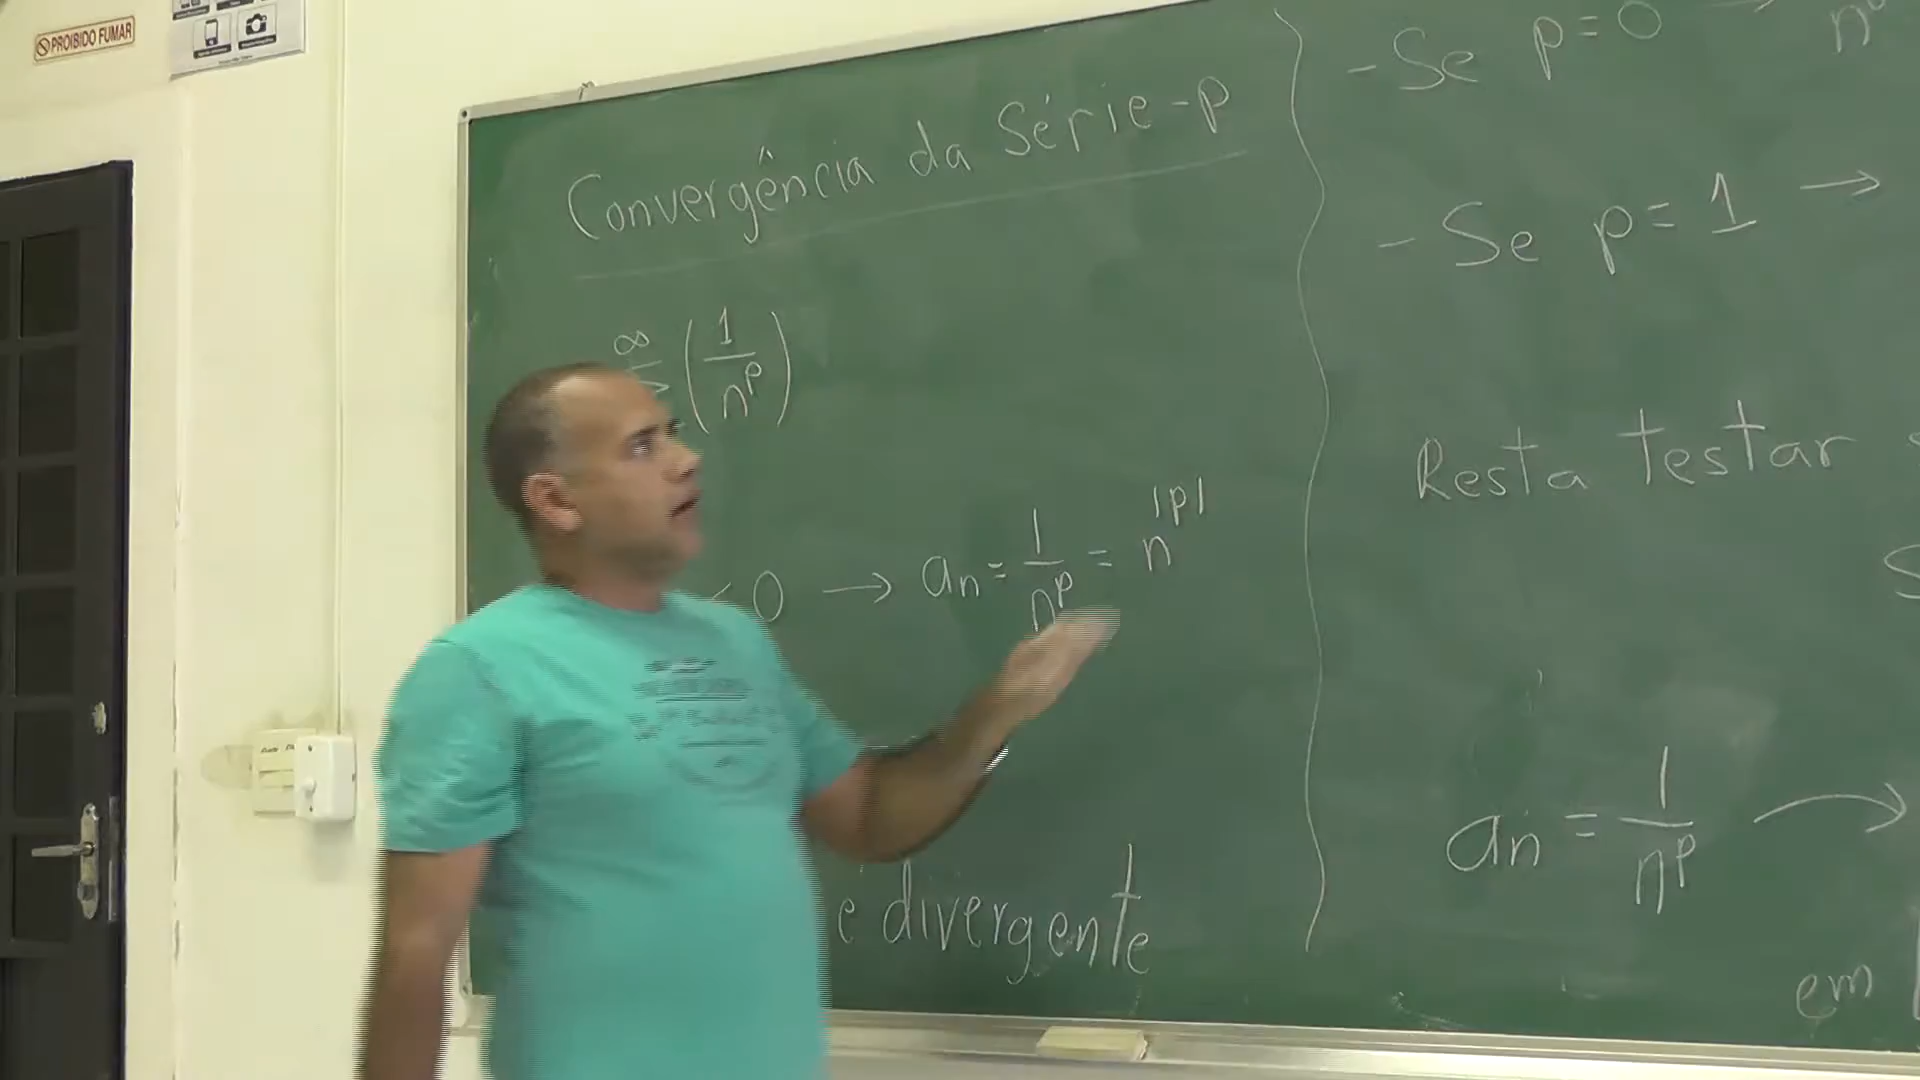 PROIBIDO FUMAR
Convergência da Série-p
∞
(1/n^p)
< 0 → an = 1/n^p = n^|p|
e divergente
- Se p = 0 → n⁰
- Se p = 1 →
Resta testar
an = 1/n^p
em